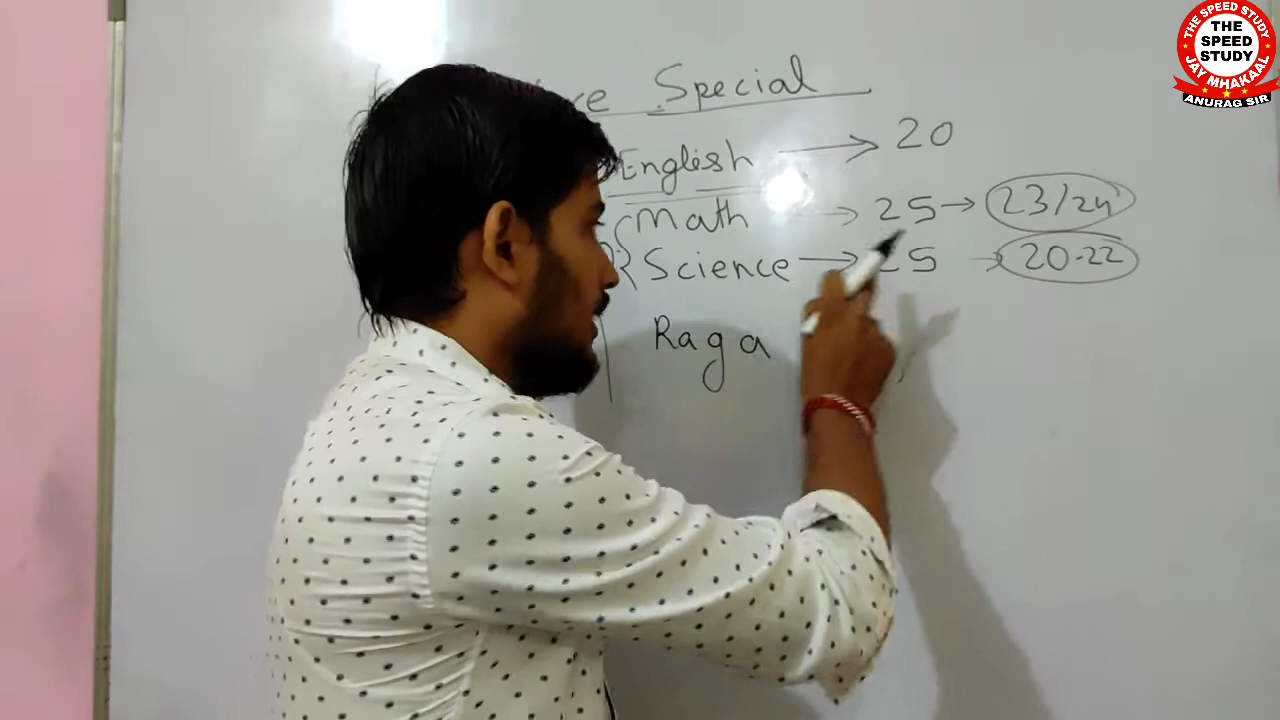 Special
English → 20
Math → 25 → 23/24
Science → 25 → 20-22
Raga
THE SPEED STUDY
THE
SPEED
STUDY
JAY MHAKAAL
ANURAG SIR